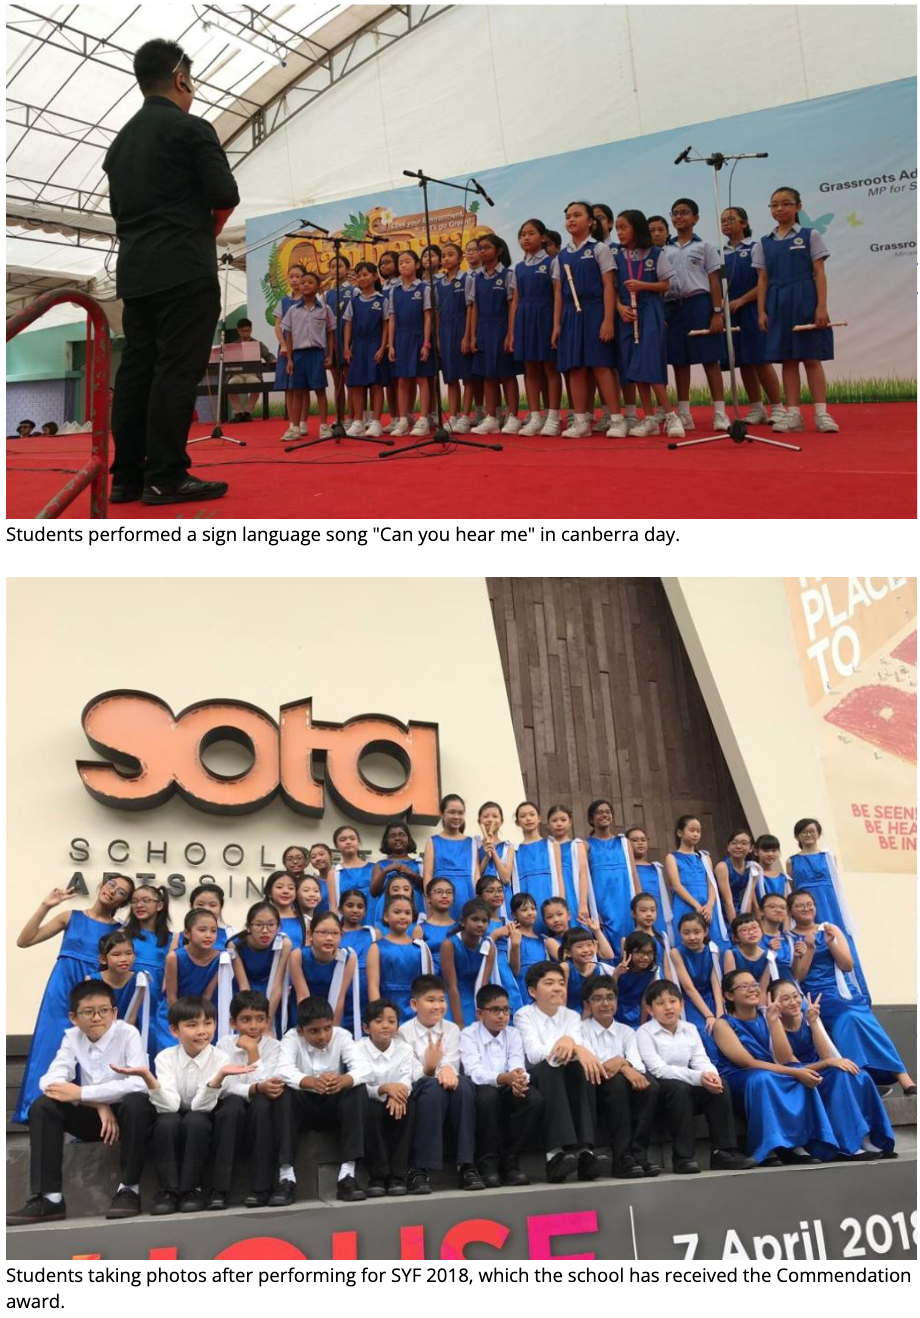 Grassroots Ad
MP for S
Grassro
Students performed a sign language song "Can you hear me" in canberra day.
PLACE
TO
sota
SCHOOL
ARTS SIN
BE SEEN
BE HEA
BE IN
HOUSE
7 April 2018
Students taking photos after performing for SYF 2018, which the school has received the Commendation
award.